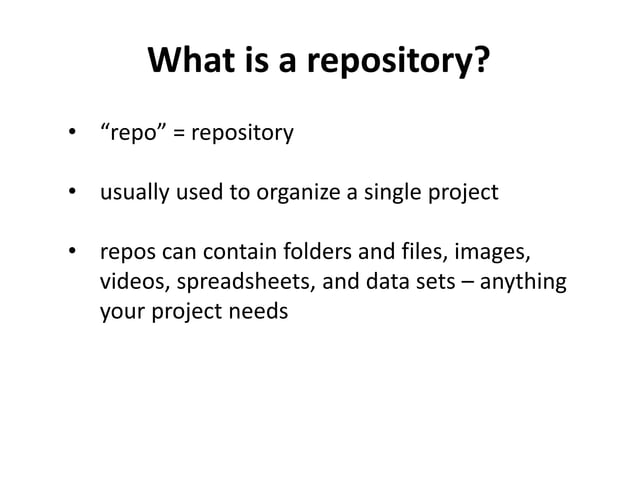 What is a repository?
• “repo” = repository
• usually used to organize a single project
• repos can contain folders and files, images,
videos, spreadsheets, and data sets – anything
your project needs